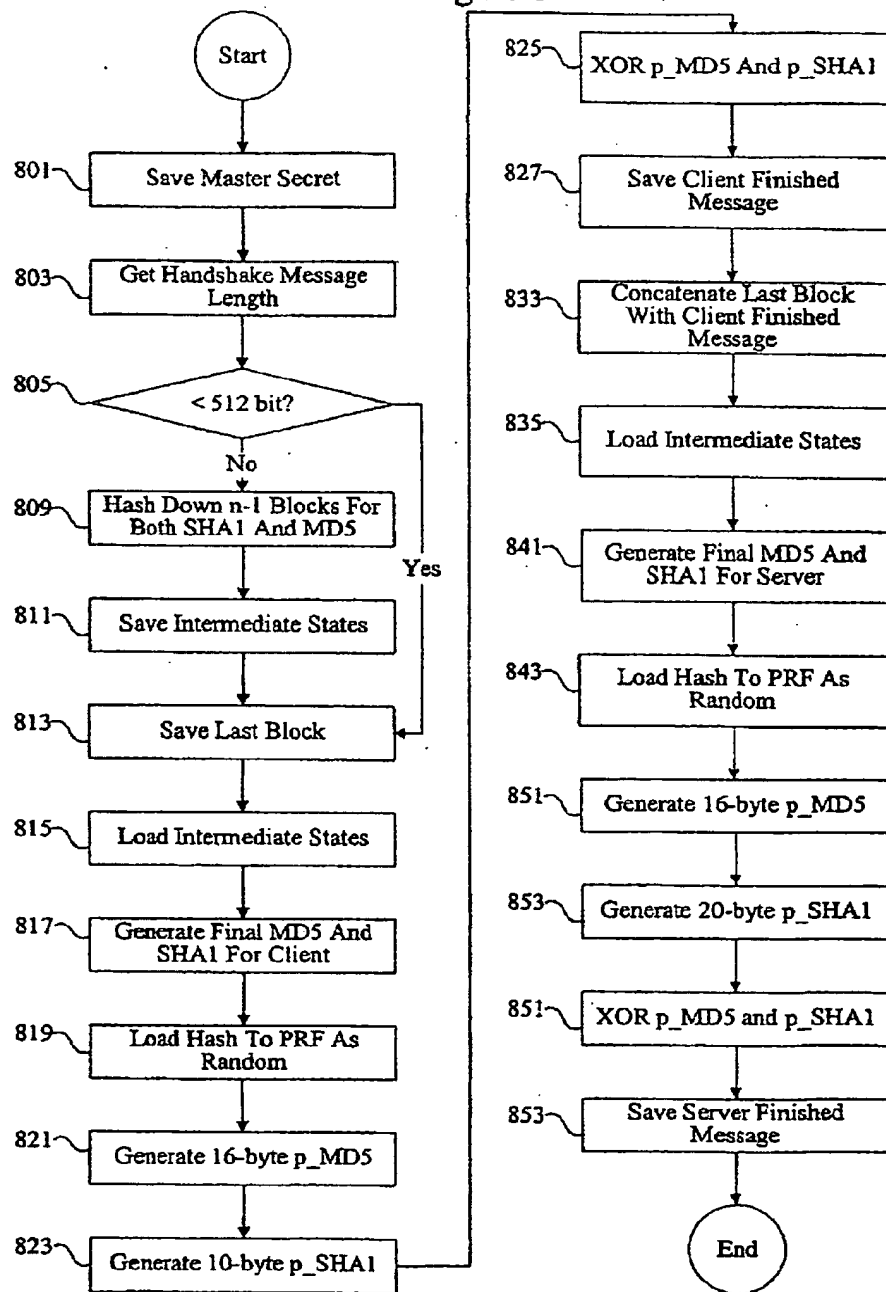 Start
801
Save Master Secret
803
Get Handshake Message
Length
805
< 512 bit?
No
Yes
809
Hash Down n-1 Blocks For
Both SHA1 And MD5
811
Save Intermediate States
813
Save Last Block
815
Load Intermediate States
817
Generate Final MD5 And
SHA1 For Client
819
Load Hash To PRF As
Random
821
Generate 16-byte p_MD5
823
Generate 10-byte p_SHA1
825
XOR p_MD5 And p_SHA1
827
Save Client Finished
Message
833
Concatenate Last Block
With Client Finished
Message
835
Load Intermediate States
841
Generate Final MD5 And
SHA1 For Server
843
Load Hash To PRF As
Random
851
Generate 16-byte p_MD5
853
Generate 20-byte p_SHA1
851
XOR p_MD5 and p_SHA1
853
Save Server Finished
Message
End